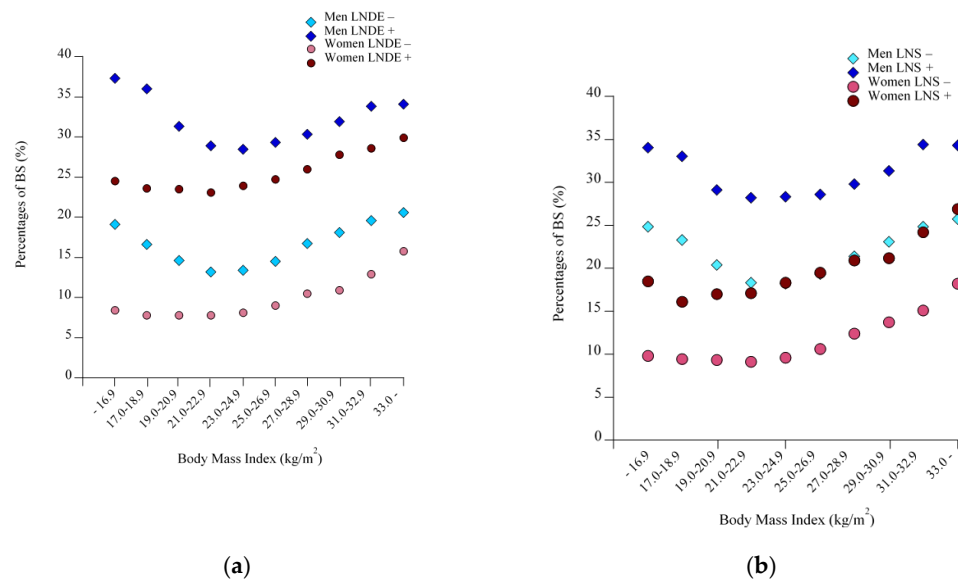 Men LNDE –
Men LNDE +
Women LNDE –
Women LNDE +
40
35
30
25
20
15
10
5
0
Percentages of BS (%)
- 16.9
17.0-18.9
19.0-20.9
21.0-22.9
23.0-24.9
25.0-26.9
27.0-28.9
29.0-30.9
31.0-32.9
33.0 -
Body Mass Index (kg/m²)
(a)
Men LNS –
Men LNS +
Women LNS –
Women LNS +
40
35
30
25
20
15
10
5
0
Percentages of BS (%)
- 16.9
17.0-18.9
19.0-20.9
21.0-22.9
23.0-24.9
25.0-26.9
27.0-28.9
29.0-30.9
31.0-32.9
33.0 -
Body Mass Index (kg/m²)
(b)